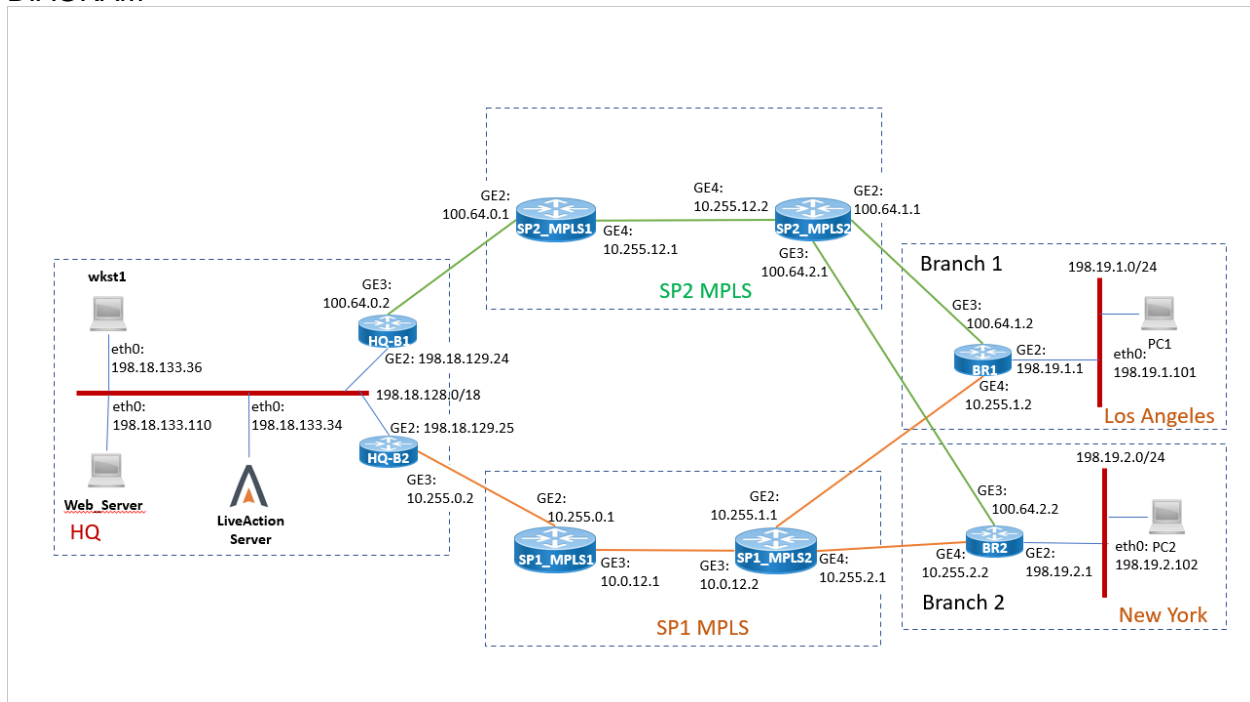 DIAGRAM
GE4:
10.255.12.2
GE2:
100.64.1.1
GE2:
100.64.0.1
SP2_MPLS1
SP2_MPLS2
GE4:
10.255.12.1
GE3:
100.64.2.1
SP2 MPLS
Branch 1
198.19.1.0/24
wkst1
GE3:
100.64.0.2
HQ-B1
GE3:
100.64.1.2
PC1
eth0:
198.18.133.36
GE2: 198.18.129.24
BR1
GE2:
198.19.1.1
eth0:
198.19.1.101
GE4:
10.255.1.2
198.18.128.0/18
Los Angeles
eth0:
198.18.133.110
eth0:
198.18.133.34
GE2: 198.18.129.25
HQ-B2
GE3:
10.255.0.2
Web_Server
HQ
LiveAction
Server
GE2:
10.255.0.1
GE2:
10.255.1.1
SP1_MPLS1
SP1_MPLS2
GE3:
10.0.12.1
GE3:
10.0.12.2
GE4:
10.255.2.1
SP1 MPLS
198.19.2.0/24
GE3:
100.64.2.2
BR2
GE4:
10.255.2.2
GE2:
198.19.2.1
eth0:
PC2
198.19.2.102
Branch 2
New York